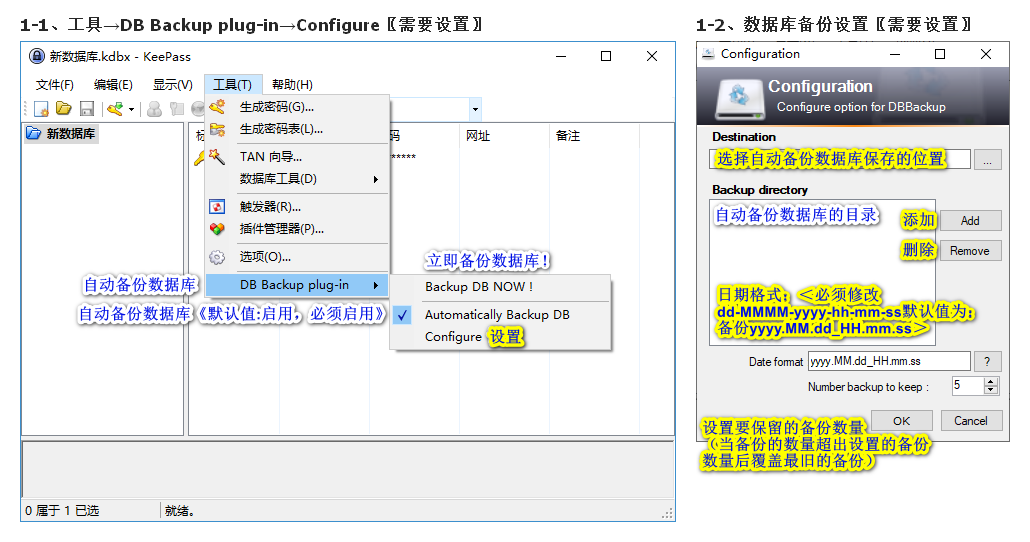 1-1、工具→DB Backup plug-in→Configure〖需要设置〗
新数据库.kdbx - KeePass
文件(F) 编辑(E) 显示(V) 工具(T) 帮助(H)
新数据库
码 网址 备注
*****
生成密码(G)...
生成密码表(L)...
TAN 向导...
数据库工具(D)
触发器(R)...
插件管理器(P)...
选项(O)...
DB Backup plug-in
自动备份数据库
自动备份数据库《默认值:启用，必须启用》
立即备份数据库！
Backup DB NOW !
Automatically Backup DB
Configure 设置
0 属于 1 已选 就绪。
1-2、数据库备份设置〖需要设置〗
Configuration
Configuration
Configure option for DBBackup
Destination
选择自动备份数据库保存的位置 ...
Backup directory
自动备份数据库的目录
添加 Add
删除 Remove
日期格式：＜必须修改
dd-MMMM-yyyy-hh-mm-ss默认值为;
备份yyyy.MM.dd_HH.mm.ss＞
Date format yyyy.MM.dd_HH.mm.ss ?
Number backup to keep : 5
OK Cancel
设置要保留的备份数量
（当备份的数量超出设置的备份
数量后覆盖最旧的备份）